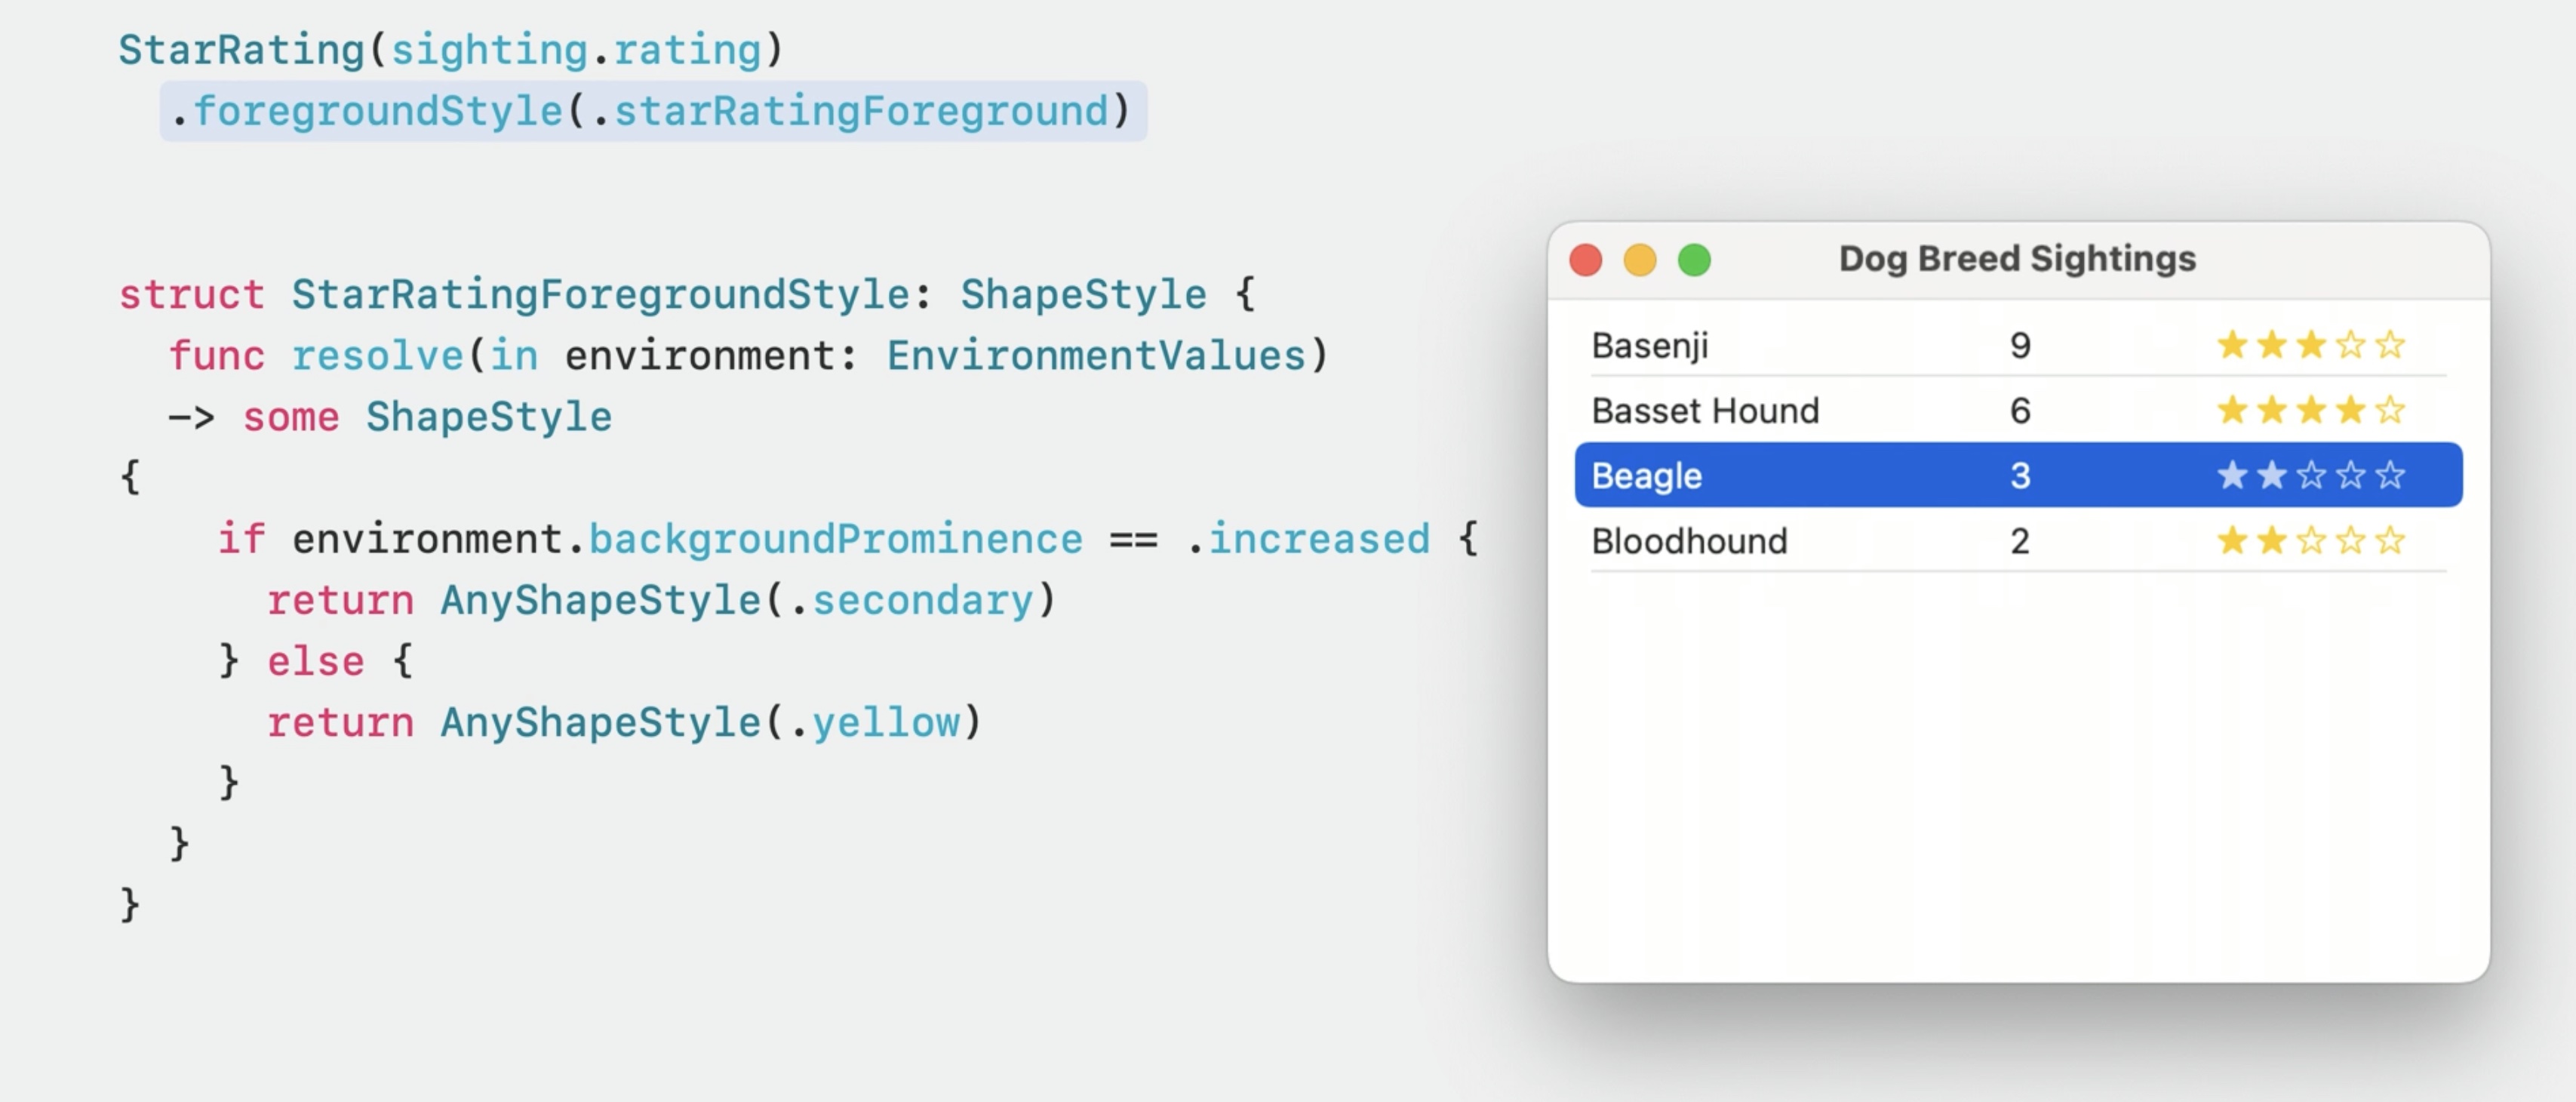 StarRating(sighting.rating)
.foregroundStyle(.starRatingForeground)
struct StarRatingForegroundStyle: ShapeStyle {
func resolve(in environment: EnvironmentValues)
-> some ShapeStyle
{
if environment.backgroundProminence == .increased {
return AnyShapeStyle(.secondary)
} else {
return AnyShapeStyle(.yellow)
}
}
}
Dog Breed Sightings
Basenji 9 ★★★☆☆
Basset Hound 6 ★★★★☆
Beagle 3 ★★☆☆☆
Bloodhound 2 ★★☆☆☆